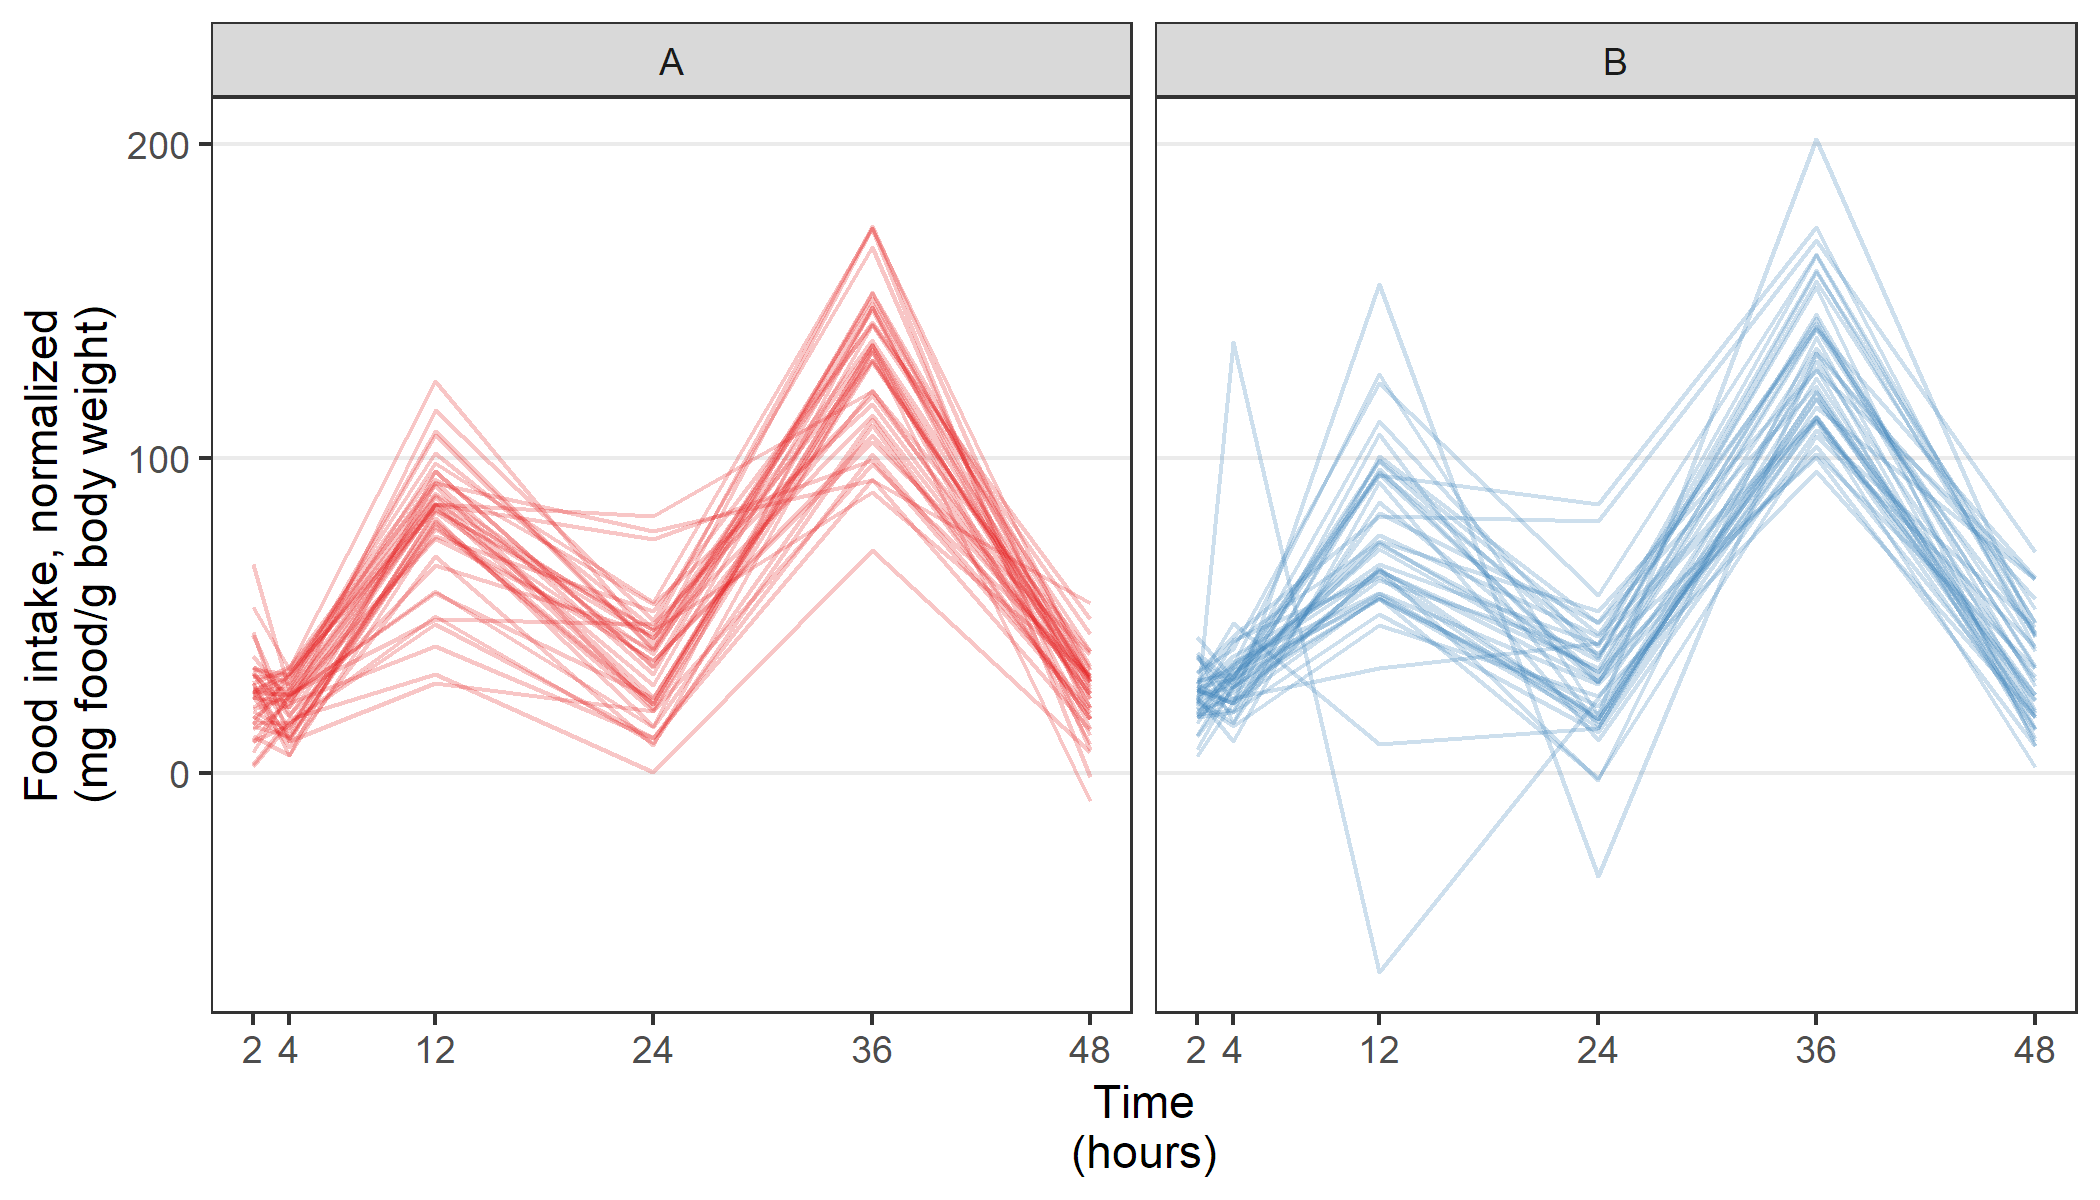 A
B
200
100
0
Food intake, normalized
(mg food/g body weight)
2 4 12 24 36 48
2 4 12 24 36 48
Time
(hours)